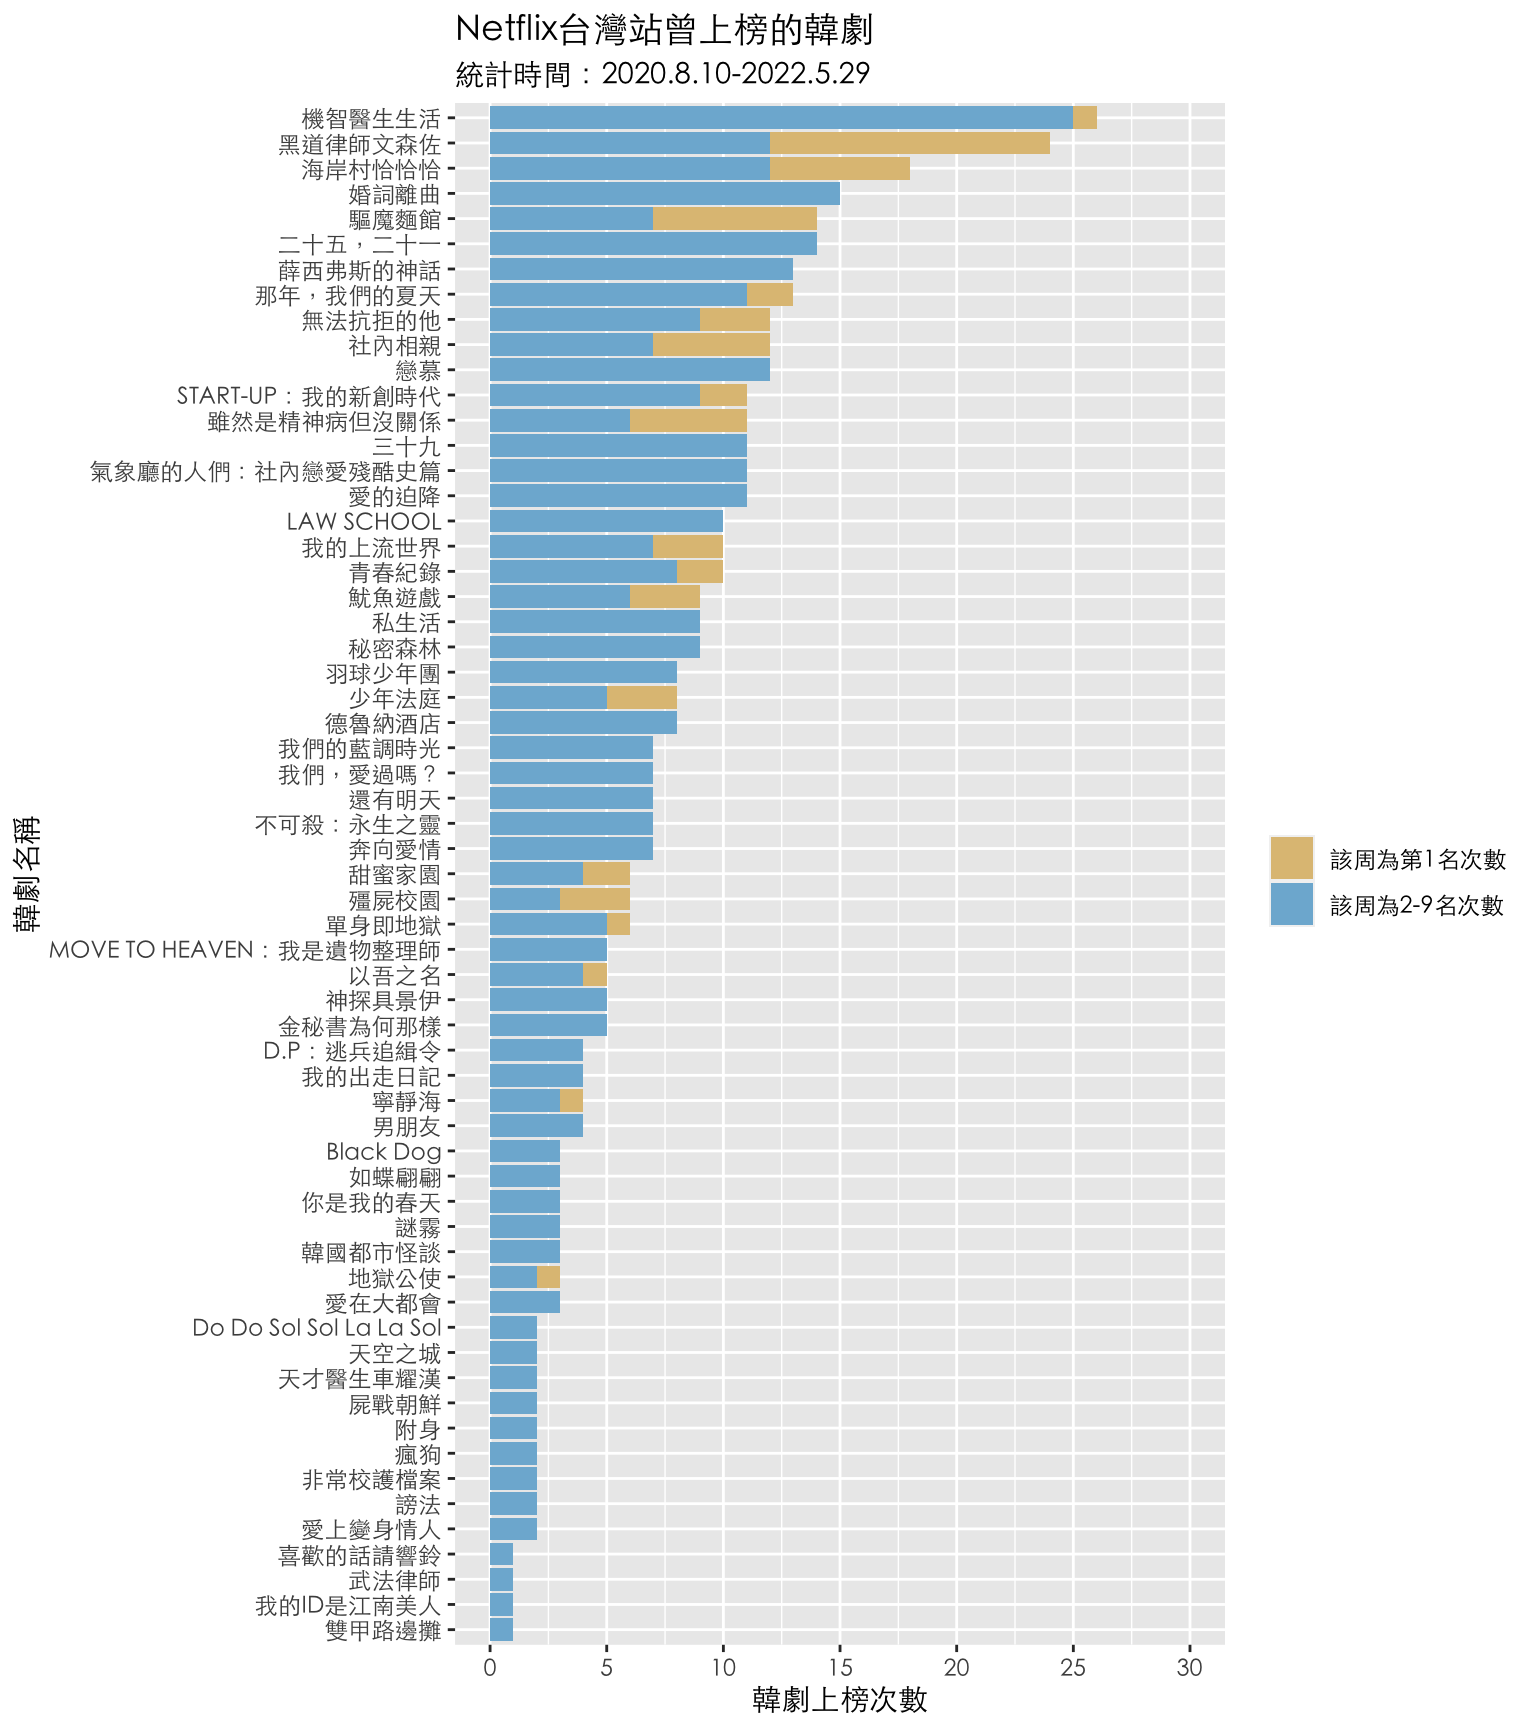 Netflix台灣站曾上榜的韓劇
統計時間：2020.8.10-2022.5.29
韓劇名稱
機智醫生生活
黑道律師文森佐
海岸村恰恰恰
婚詞離曲
驅魔麵館
二十五，二十一
薛西弗斯的神話
那年，我們的夏天
無法抗拒的他
社內相親
戀慕
START-UP：我的新創時代
雖然是精神病但沒關係
三十九
氣象廳的人們：社內戀愛殘酷史篇
愛的迫降
LAW SCHOOL
我的上流世界
青春紀錄
魷魚遊戲
私生活
秘密森林
羽球少年團
少年法庭
德魯納酒店
我們的藍調時光
我們，愛過嗎？
還有明天
不可殺：永生之靈
奔向愛情
甜蜜家園
殭屍校園
單身即地獄
MOVE TO HEAVEN：我是遺物整理師
以吾之名
神探具景伊
金秘書為何那樣
D.P：逃兵追緝令
我的出走日記
寧靜海
男朋友
Black Dog
如蝶翩翩
你是我的春天
謎霧
韓國都市怪談
地獄公使
愛在大都會
Do Do Sol Sol La La Sol
天空之城
天才醫生車耀漢
屍戰朝鮮
附身
瘋狗
非常校護檔案
謗法
愛上變身情人
喜歡的話請響鈴
武法律師
我的ID是江南美人
雙甲路邊攤
0 5 10 15 20 25 30
韓劇上榜次數
該周為第1名次數
該周為2-9名次數